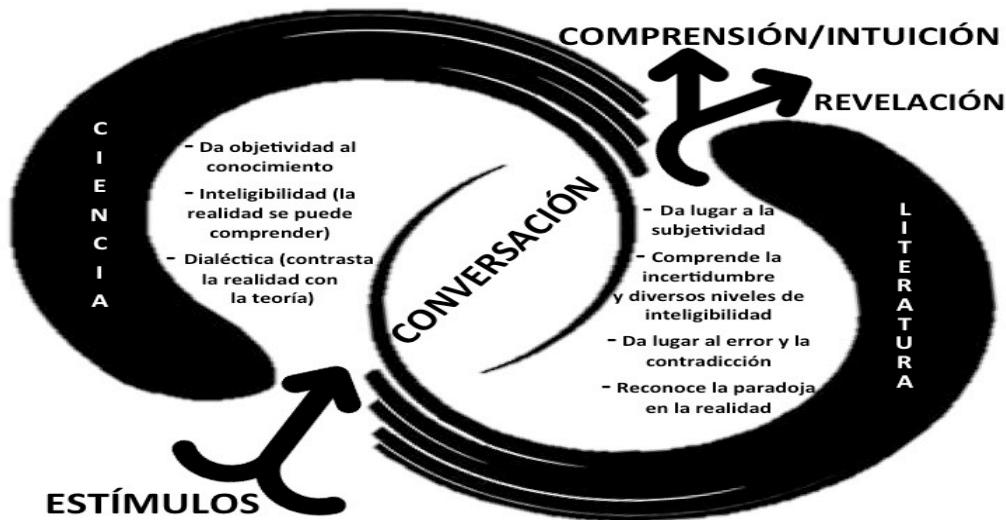 COMPRENSIÓN/INTUICIÓN
REVELACIÓN
CIENCIA
- Da objetividad al
conocimiento
- Inteligibilidad (la
realidad se puede
comprender)
- Dialéctica (contrasta
la realidad con
la teoría)
CONVERSACIÓN
- Da lugar a la
subjetividad
- Comprende la
incertidumbre
y diversos niveles de
inteligibilidad
- Da lugar al error y la
contradicción
- Reconoce la paradoja
en la realidad
LITERATURA
ESTÍMULOS